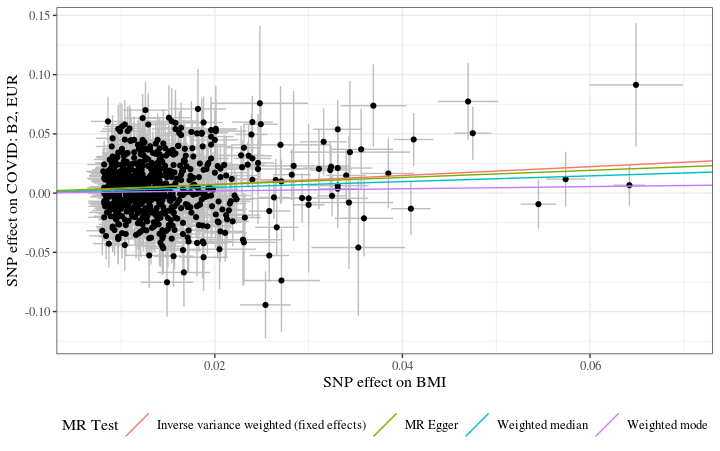 0.15
0.10
0.05
0.00
-0.05
-0.10
SNP effect on COVID: B2, EUR
0.02
0.04
0.06
SNP effect on BMI
MR Test
Inverse variance weighted (fixed effects)
MR Egger
Weighted median
Weighted mode